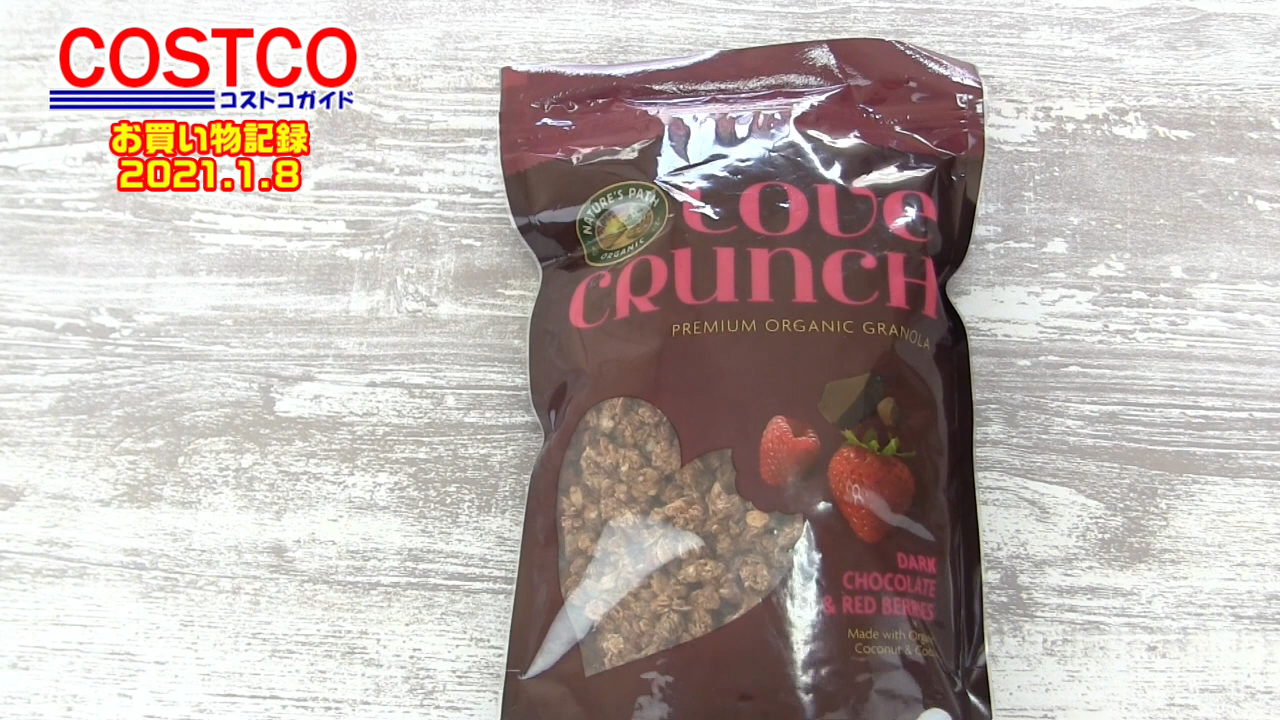 COSTCO
コストコガイド
お買い物記録
2021.1.8
NATURE'S PATH
ORGANIC
LOVE
CRUNCH
PREMIUM ORGANIC GRANOLA
DARK
CHOCOLATE
& RED BERRIES
Made with
Coconut &